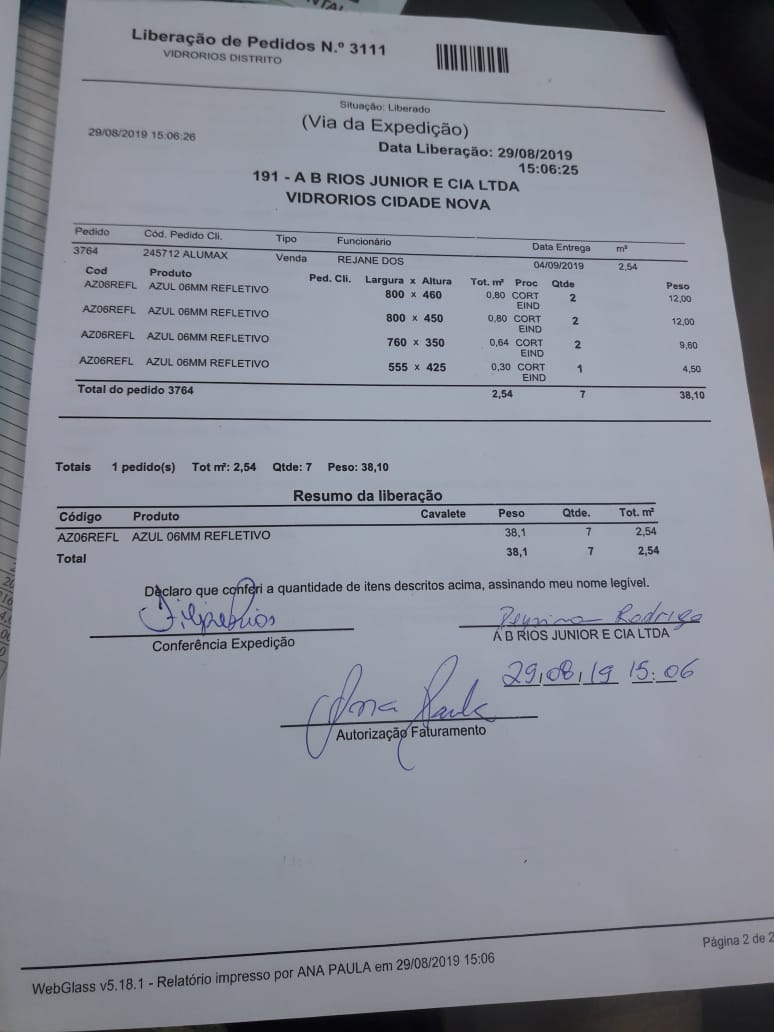 Liberação de Pedidos N.º 3111
VIDRORIOS DISTRITO
Situação: Liberado
(Via da Expedição)
29/08/2019 15:06:26
Data Liberação: 29/08/2019
15:06:25
191 - A B RIOS JUNIOR E CIA LTDA
VIDRORIOS CIDADE NOVA
Pedido Cód. Pedido Cli. Tipo Funcionário Data Entrega m²
3764 245712 ALUMAX Venda REJANE DOS 04/09/2019 2,54
Cod Produto Ped. Cli. Largura x Altura Tot. m² Proc Qtde Peso
AZ06REFL AZUL 06MM REFLETIVO 800 x 460 0,80 CORT 2 12,00
EIND
AZ06REFL AZUL 06MM REFLETIVO 800 x 450 0,80 CORT 2 12,00
EIND
AZ06REFL AZUL 06MM REFLETIVO 760 x 350 0,64 CORT 2 9,60
EIND
AZ06REFL AZUL 06MM REFLETIVO 555 x 425 0,30 CORT 1 4,50
EIND
Total do pedido 3764 2,54 7 38,10
Totais 1 pedido(s) Tot m²: 2,54 Qtde: 7 Peso: 38,10
Resumo da liberação
Código Produto Cavalete Peso Qtde. Tot. m²
AZ06REFL AZUL 06MM REFLETIVO 38,1 7 2,54
Total 38,1 7 2,54
Declaro que conferi a quantidade de itens descritos acima, assinando meu nome legível.
Rodrigo
Conferência Expedição A B RIOS JUNIOR E CIA LTDA
29/08/19 15:06
Ana Paula
Autorização Faturamento
Página 2 de 2
WebGlass v5.18.1 - Relatório impresso por ANA PAULA em 29/08/2019 15:06